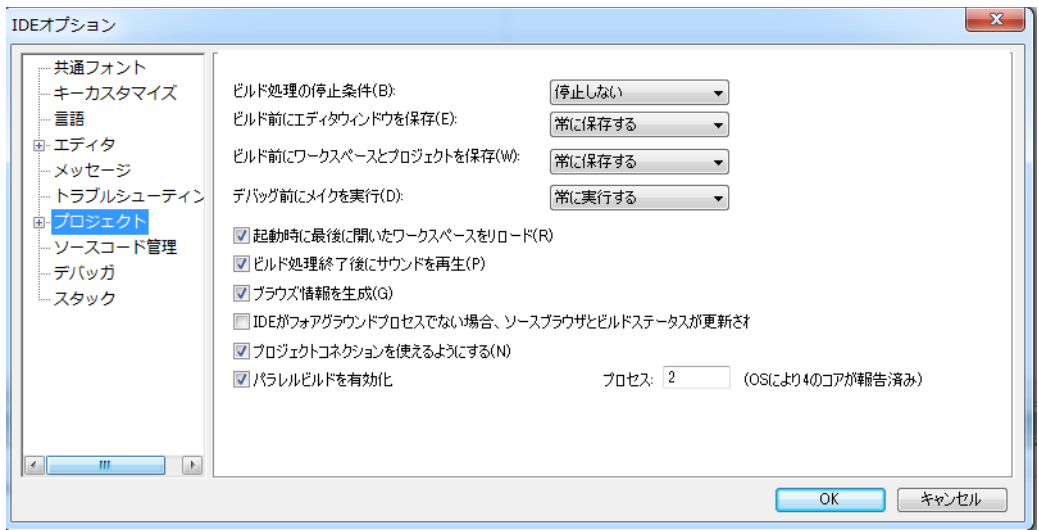 IDEオプション
共通フォント
キーカスタマイズ
言語
エディタ
メッセージ
トラブルシューティン
プロジェクト
ソースコード管理
デバッガ
スタック
ビルド処理の停止条件(B): 停止しない
ビルド前にエディタウィンドウを保存(E): 常に保存する
ビルド前にワークスペースとプロジェクトを保存(W): 常に保存する
デバッグ前にメイクを実行(D): 常に実行する
起動時に最後に開いたワークスペースをリロード(R)
ビルド処理終了後にサウンドを再生(P)
ブラウズ情報を生成(G)
IDEがフォアグラウンドプロセスでない場合、ソースブラウザとビルドステータスが更新され
プロジェクトコネクションを使えるようにする(N)
パラレルビルドを有効化 プロセス: 2 (OSにより4のコアが報告済み)
OK キャンセル